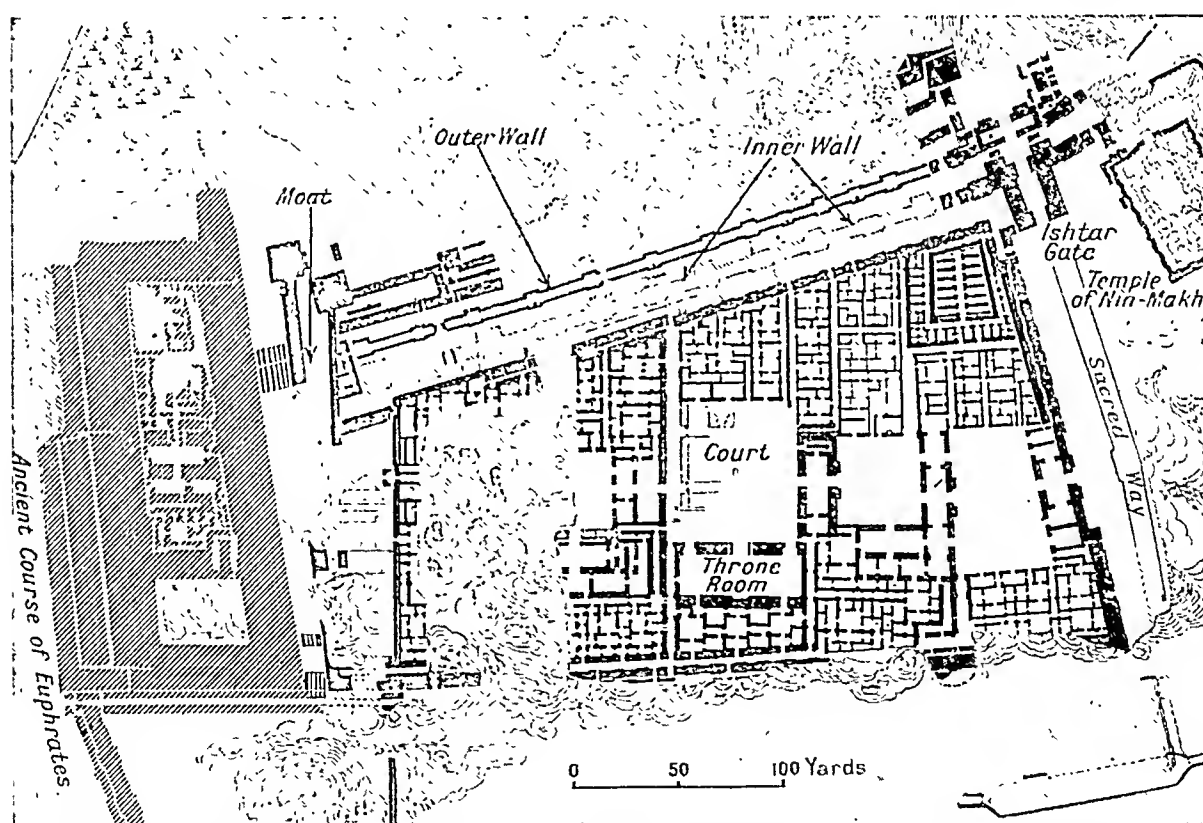 Outer Wall
Inner Wall
Moat
Ishtar
Gate
Temple
of Nin-Makh
Sacred Way
Court
Throne
Room
Ancient Course of Euphrates.
0 50 100 Yards